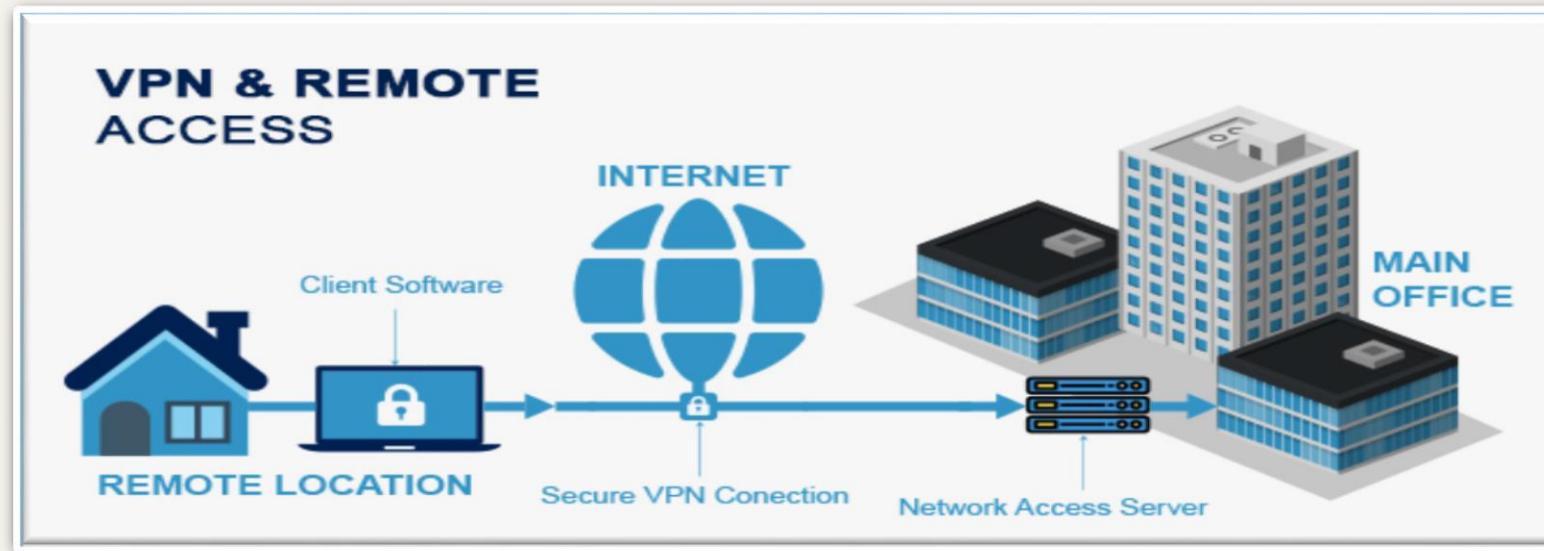 VPN & REMOTE
ACCESS
INTERNET
Client Software
MAIN
OFFICE
REMOTE LOCATION
Secure VPN Conection
Network Access Server